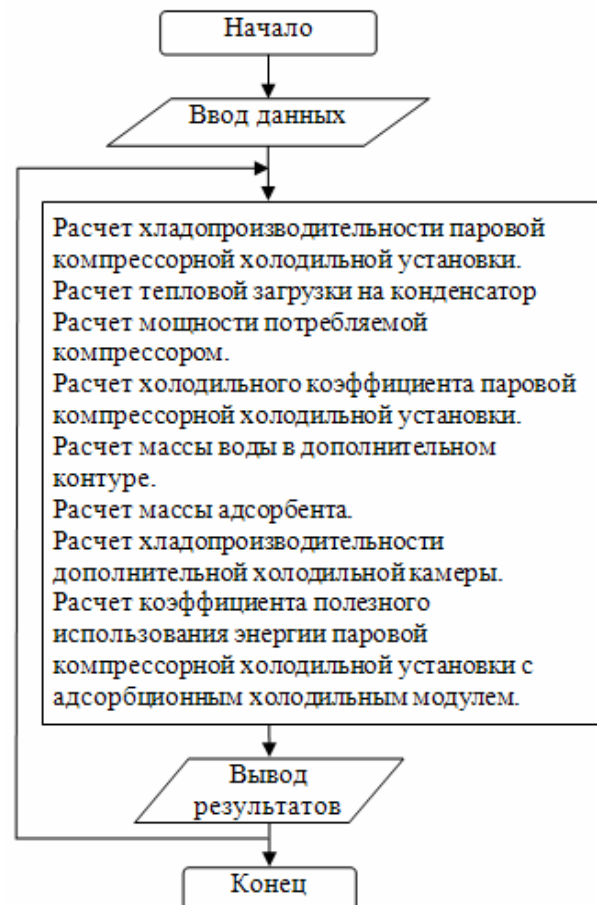 Начало
Ввод данных
Расчет хладопроизводительности паровой
компрессорной холодильной установки.
Расчет тепловой загрузки на конденсатор
Расчет мощности потребляемой
компрессором.
Расчет холодильного коэффициента паровой
компрессорной холодильной установки.
Расчет массы воды в дополнительном
контуре.
Расчет массы адсорбента.
Расчет хладопроизводительности
дополнительной холодильной камеры.
Расчет коэффициента полезного
использования энергии паровой
компрессорной холодильной установки с
адсорбционным холодильным модулем.
Вывод
результатов
Конец